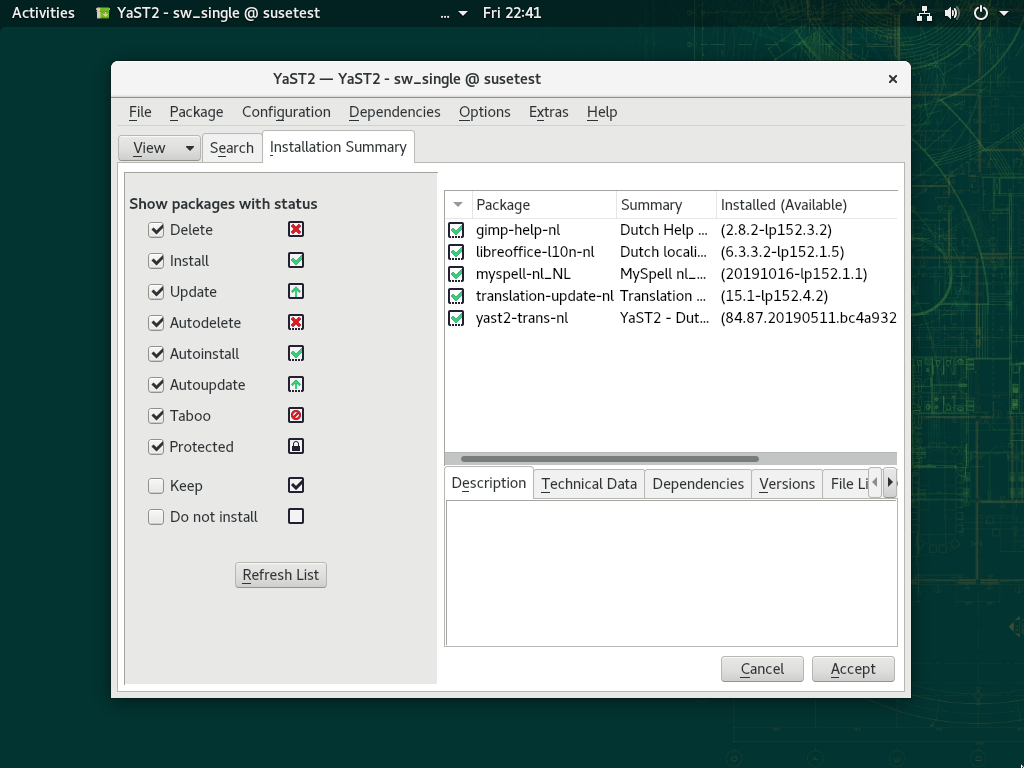 Activities YaST2 - sw_single @ susetest ... Fri 22:41
YaST2 — YaST2 - sw_single @ susetest
File Package Configuration Dependencies Options Extras Help
View Search Installation Summary
Show packages with status
Delete
Install
Update
Autodelete
Autoinstall
Autoupdate
Taboo
Protected
Keep
Do not install
Refresh List
Package Summary Installed (Available)
gimp-help-nl Dutch Help ... (2.8.2-lp152.3.2)
libreoffice-l10n-nl Dutch locali... (6.3.3.2-lp152.1.5)
myspell-nl_NL MySpell nl_... (20191016-lp152.1.1)
translation-update-nl Translation ... (15.1-lp152.4.2)
yast2-trans-nl YaST2 - Dut... (84.87.20190511.bc4a932
Description Technical Data Dependencies Versions File Li
Cancel Accept